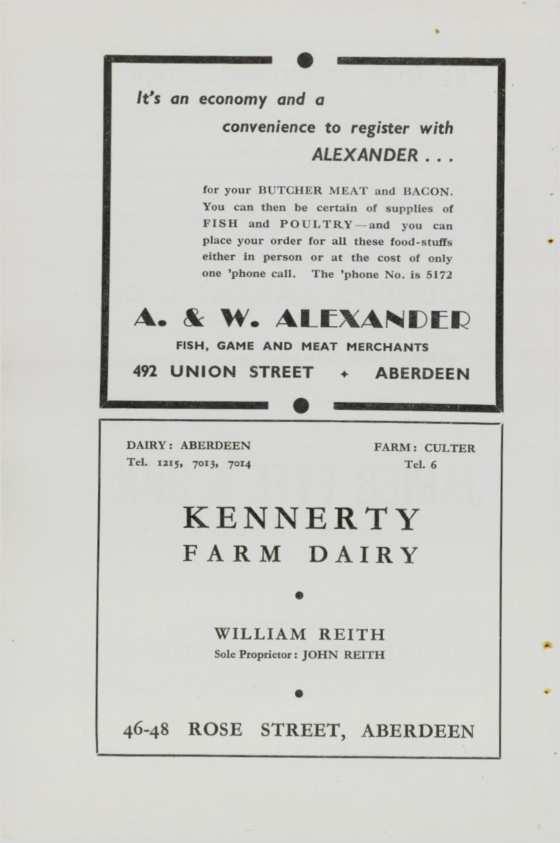 It's an economy and a
convenience to register with
ALEXANDER . . .
for your BUTCHER MEAT and BACON.
You can then be certain of supplies of
FISH and POULTRY—and you can
place your order for all these food-stuffs
either in person or at the cost of only
one 'phone call. The 'phone No. is 5172
A. & W. ALEXANDER
FISH, GAME AND MEAT MERCHANTS
492 UNION STREET ✦ ABERDEEN
DAIRY: ABERDEEN FARM: CULTER
Tel. 1215, 7013, 7014 Tel. 6
KENNERTY
FARM DAIRY
WILLIAM REITH
Sole Proprietor: JOHN REITH
46-48 ROSE STREET, ABERDEEN